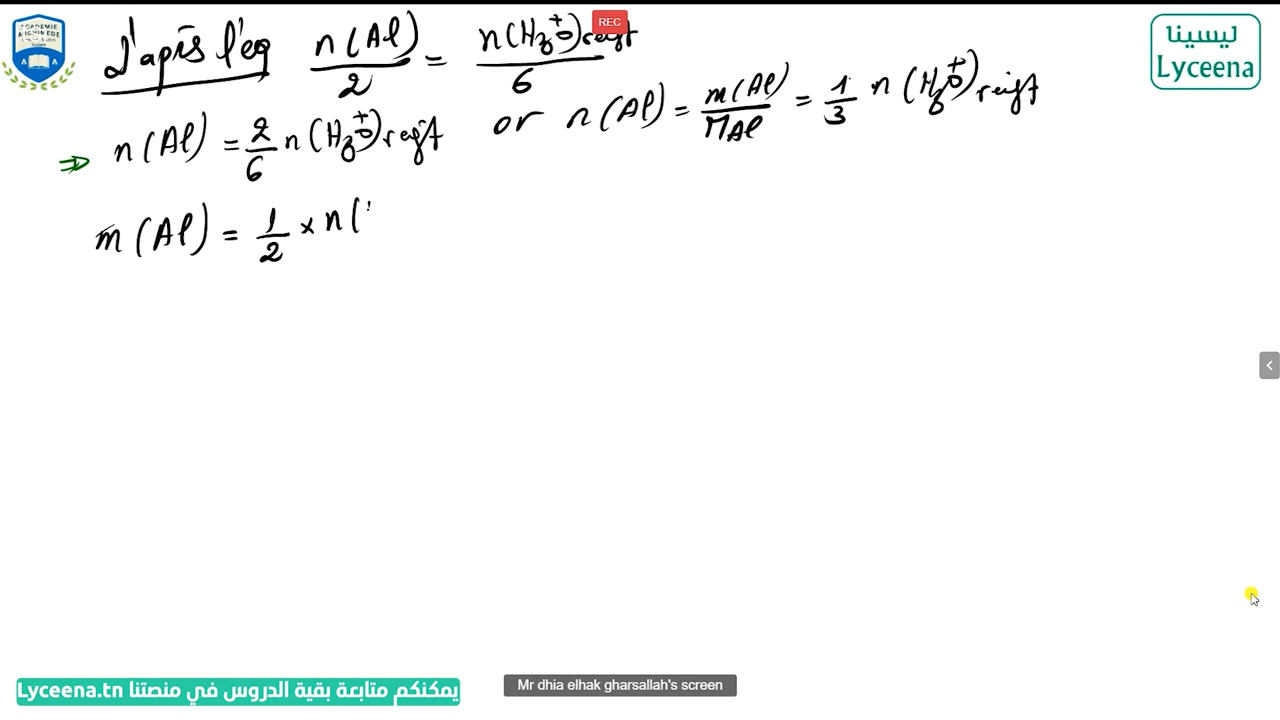 ACADEMIE
ARCHIMEDE
REC
ليسينا
Lyceena
D'après l'eq n(Al)/2 = n(H₃O⁺)réagit/6
⇒ n(Al) = 2/6 n(H₃O⁺)réagit or n(Al) = m(Al)/MAl = 1/3 n(H₃O⁺)réagit
m(Al) = 1/2 × n(
يمكنكم متابعة بقية الدروس في منصتنا Lyceena.tn
Mr dhia elhak gharsallah's screen